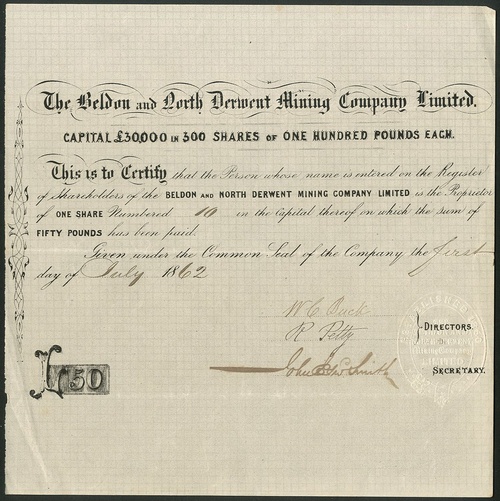 The Beldon and North Derwent Mining Company Limited.
CAPITAL £30,000 IN 300 SHARES OF ONE HUNDRED POUNDS EACH.
This is to Certify that the Person whose name is entered on the Register
of Shareholders of the BELDON AND NORTH DERWENT MINING COMPANY LIMITED is the Proprietor
of ONE SHARE Numbered 10 in the Capital thereof on which the sum of
FIFTY POUNDS has been paid.
Given under the Common Seal of the Company the first
day of July 1862
W C Buck
R Petty
DIRECTORS.
John Smith
SECRETARY.
LIMITED
£50